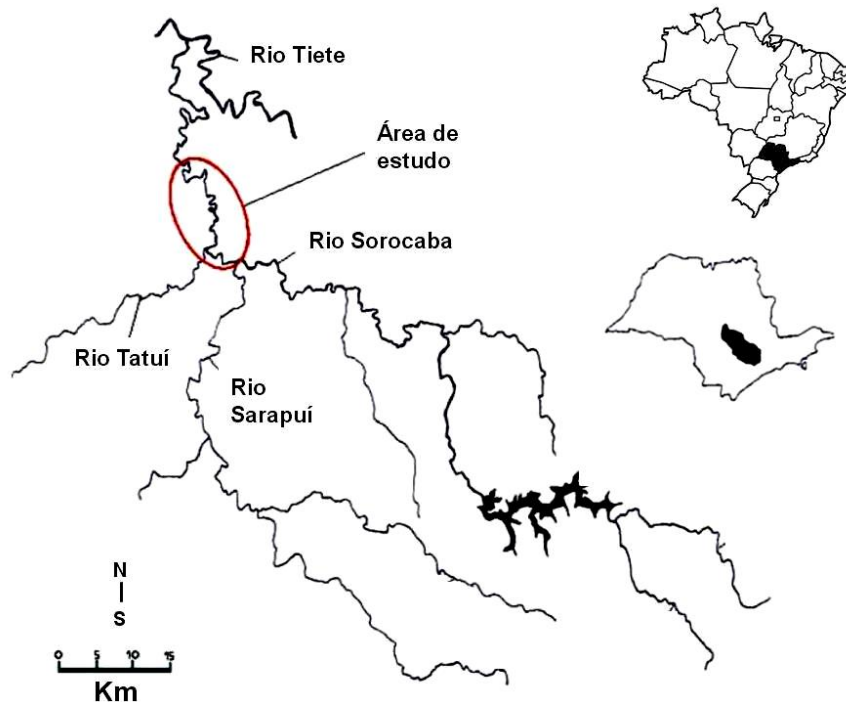 Rio Tiete
Área de
estudo
Rio Sorocaba
Rio Tatuí
Rio
Sarapuí
N
S
0 5 10 15
Km